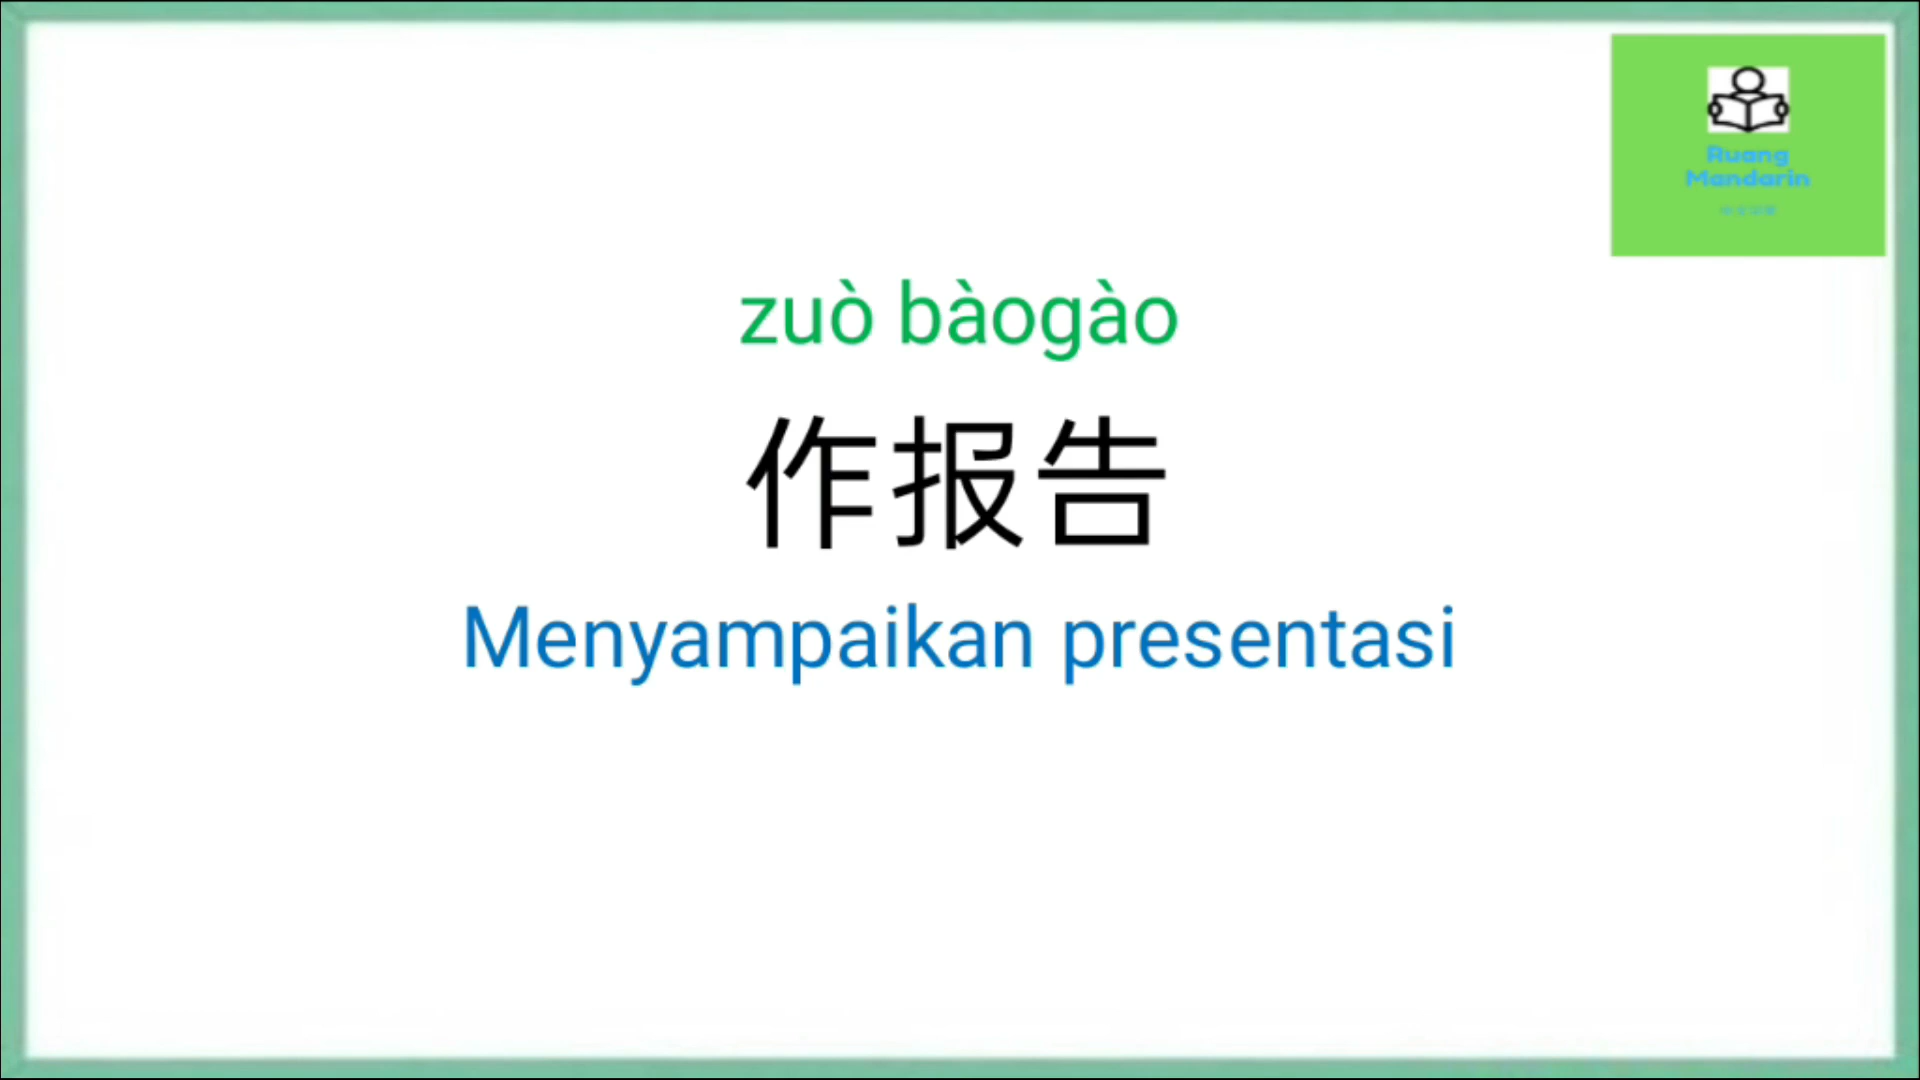 Ruang
Mandarin
zuò bàogào
作报告
Menyampaikan presentasi